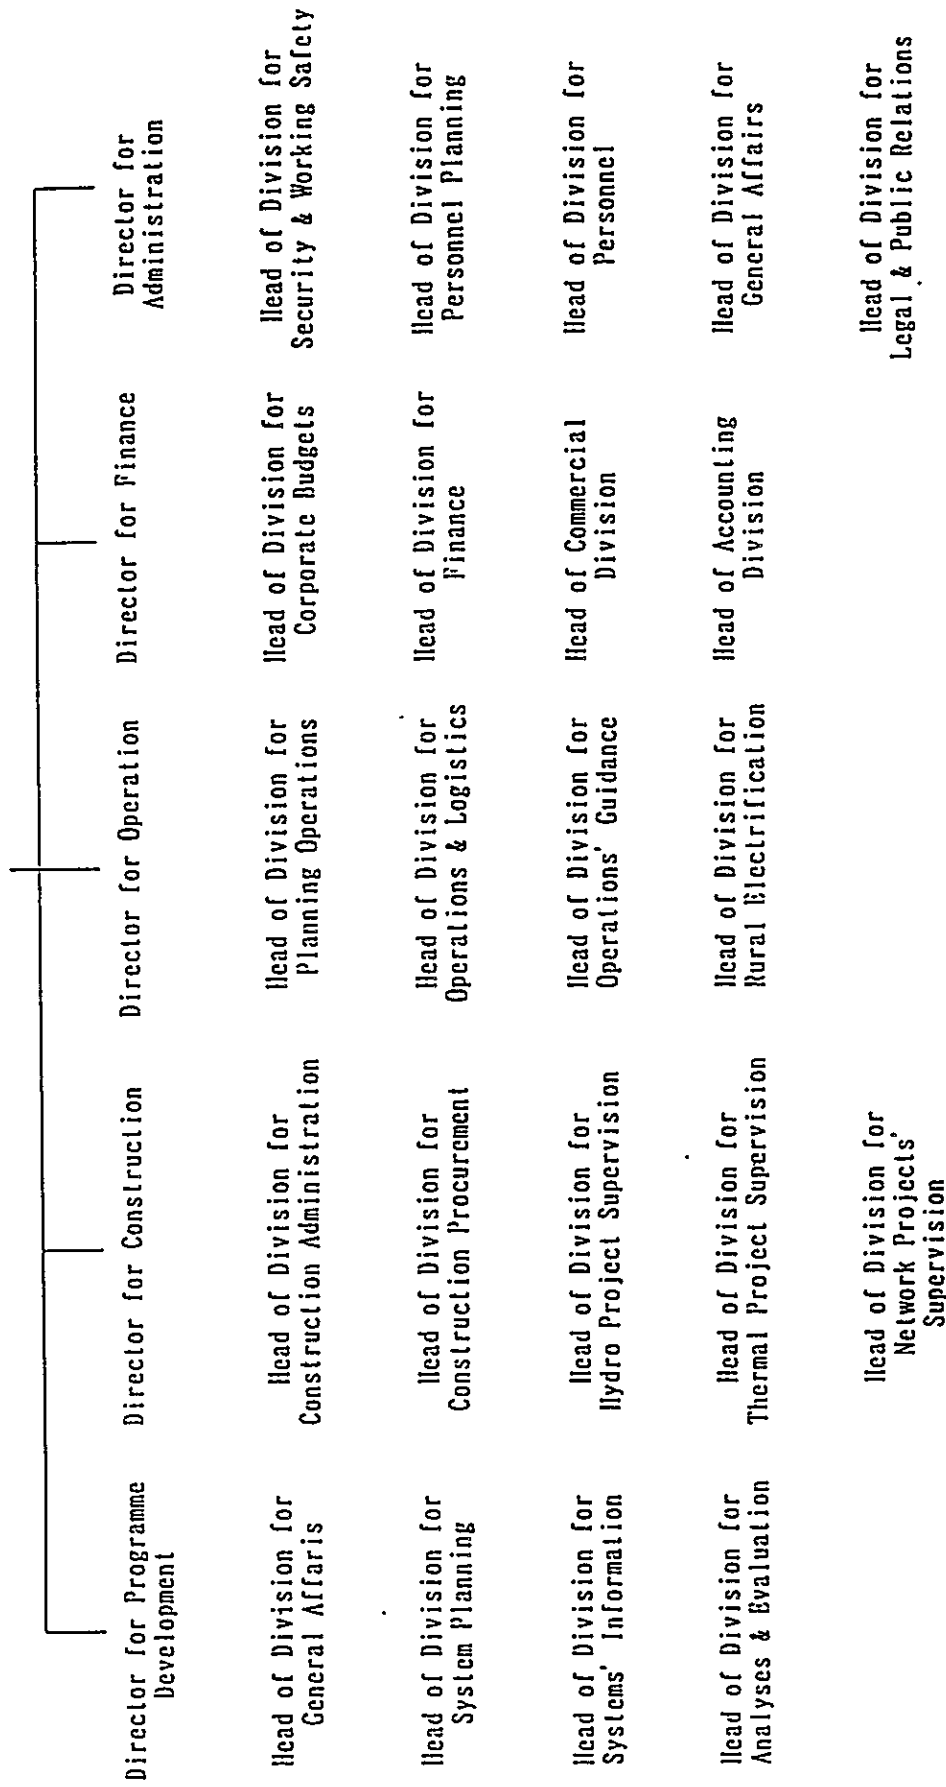 Director for Programme
Development
Director for Construction
Director for Operation
Director for Finance
Director for
Administration
Head of Division for
General Affaris
Head of Division for
Construction Administration
Head of Division for
Planning Operations
Head of Division for
Corporate Budgets
Head of Division for
Security & Working Safety
Head of Division for
System Planning
Head of Division for
Construction Procurement
Head of Division for
Operations & Logistics
Head of Division for
Finance
Head of Division for
Personnel Planning
Head of Division for
Systems' Information
Head of Division for
Hydro Project Supervision
Head of Division for
Operations' Guidance
Head of Commercial
Division
Head of Division for
Personnel
Head of Division for
Analyses & Evaluation
Head of Division for
Thermal Project Supervision
Head of Division for
Rural Electrification
Head of Accounting
Division
Head of Division for
General Affairs
Head of Division for
Network Projects'
Supervision
Head of Division for
Legal & Public Relations